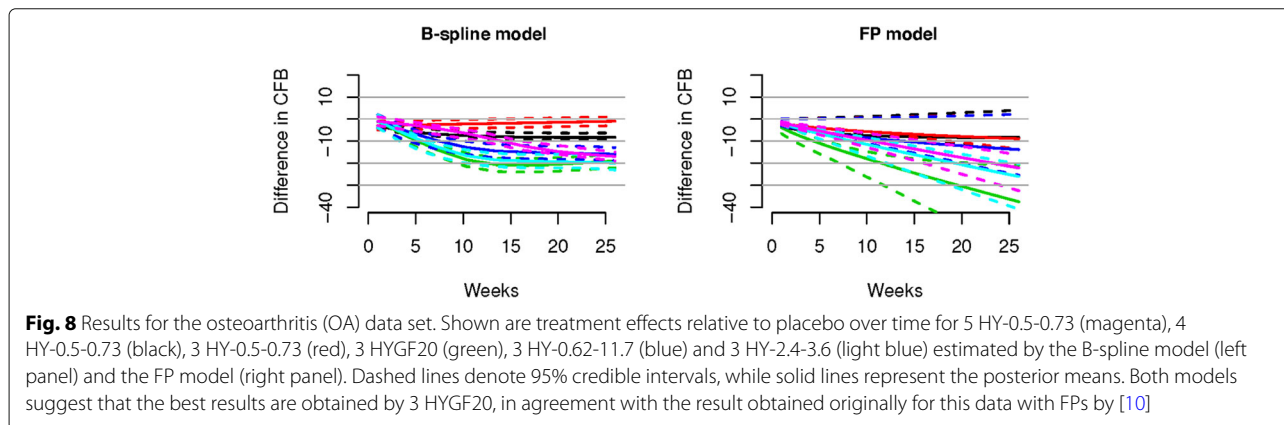 B-spline model
FP model
Difference in CFB
10
−10
−20
−40
0 5 10 15 20 25
Weeks
Difference in CFB
10
−10
−20
−40
0 5 10 15 20 25
Weeks
Fig. 8 Results for the osteoarthritis (OA) data set. Shown are treatment effects relative to placebo over time for 5 HY-0.5-0.73 (magenta), 4
HY-0.5-0.73 (black), 3 HY-0.5-0.73 (red), 3 HYGF20 (green), 3 HY-0.62-11.7 (blue) and 3 HY-2.4-3.6 (light blue) estimated by the B-spline model (left
panel) and the FP model (right panel). Dashed lines denote 95% credible intervals, while solid lines represent the posterior means. Both models
suggest that the best results are obtained by 3 HYGF20, in agreement with the result obtained originally for this data with FPs by [10]